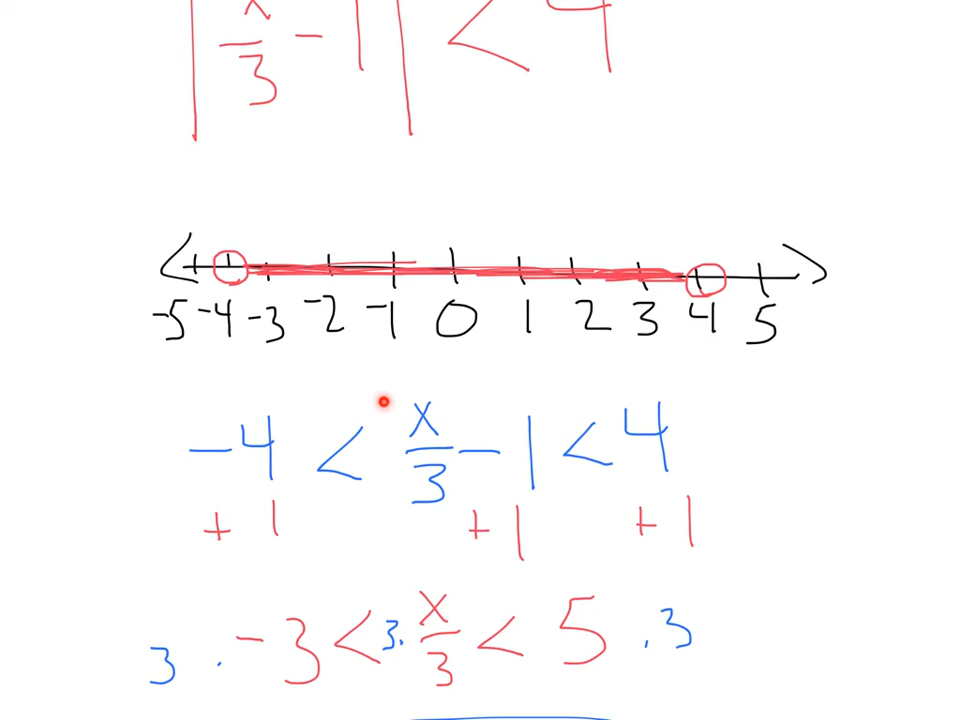 |x/3 - 1| < 4
-5 -4 -3 -2 -1 0 1 2 3 4 5
-4 < x/3 - 1 < 4
+ 1 + 1 + 1
3 · -3 < 3· x/3 < 5 · 3